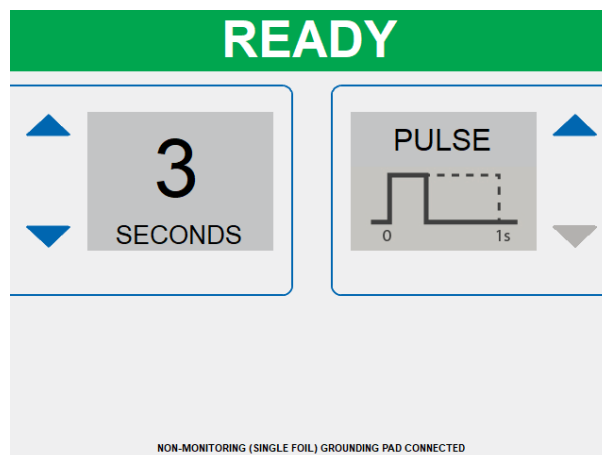 READY
3
SECONDS
PULSE
0 1s
NON-MONITORING (SINGLE FOIL) GROUNDING PAD CONNECTED